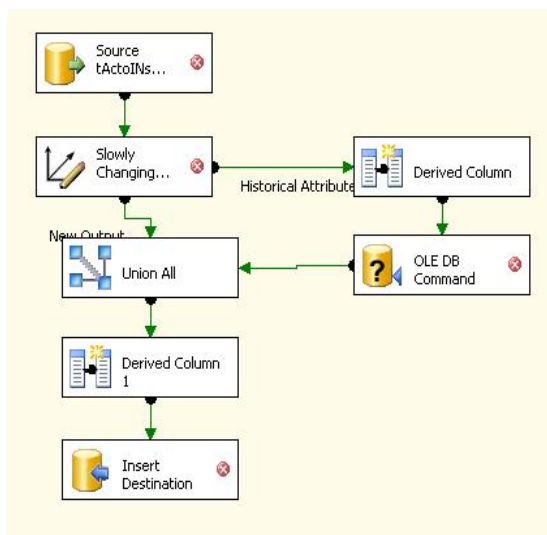 Source
tActoINs...
Slowly
Changing...
Historical Attribute
Derived Column
New Output
Union All
?
OLE DB
Command
Derived Column
1
Insert
Destination